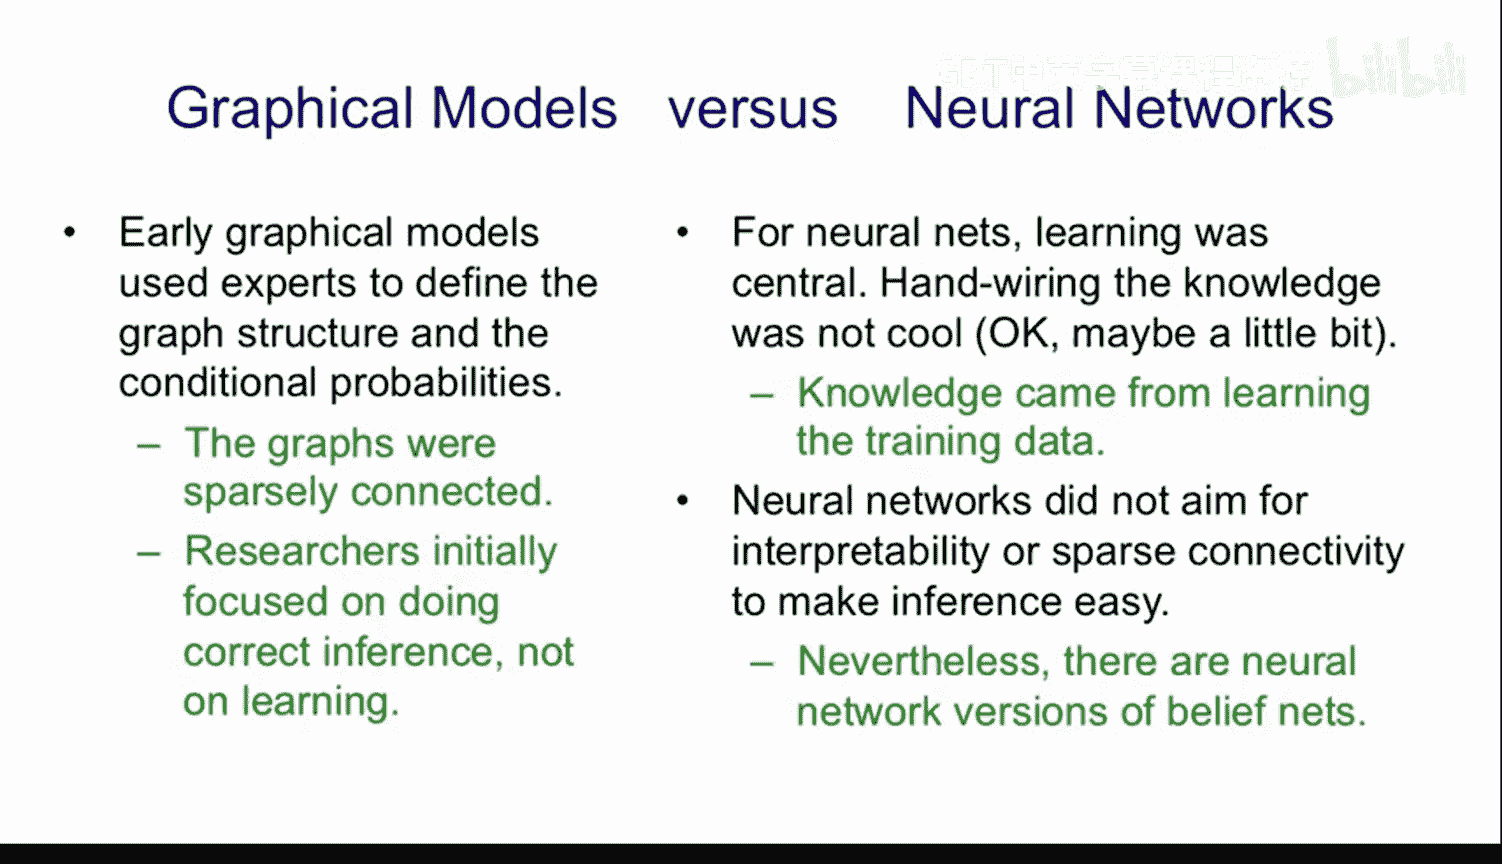 bilibili
Graphical Models versus Neural Networks
• Early graphical models
used experts to define the
graph structure and the
conditional probabilities.
– The graphs were
sparsely connected.
– Researchers initially
focused on doing
correct inference, not
on learning.
• For neural nets, learning was
central. Hand-wiring the knowledge
was not cool (OK, maybe a little bit).
– Knowledge came from learning
the training data.
• Neural networks did not aim for
interpretability or sparse connectivity
to make inference easy.
– Nevertheless, there are neural
network versions of belief nets.